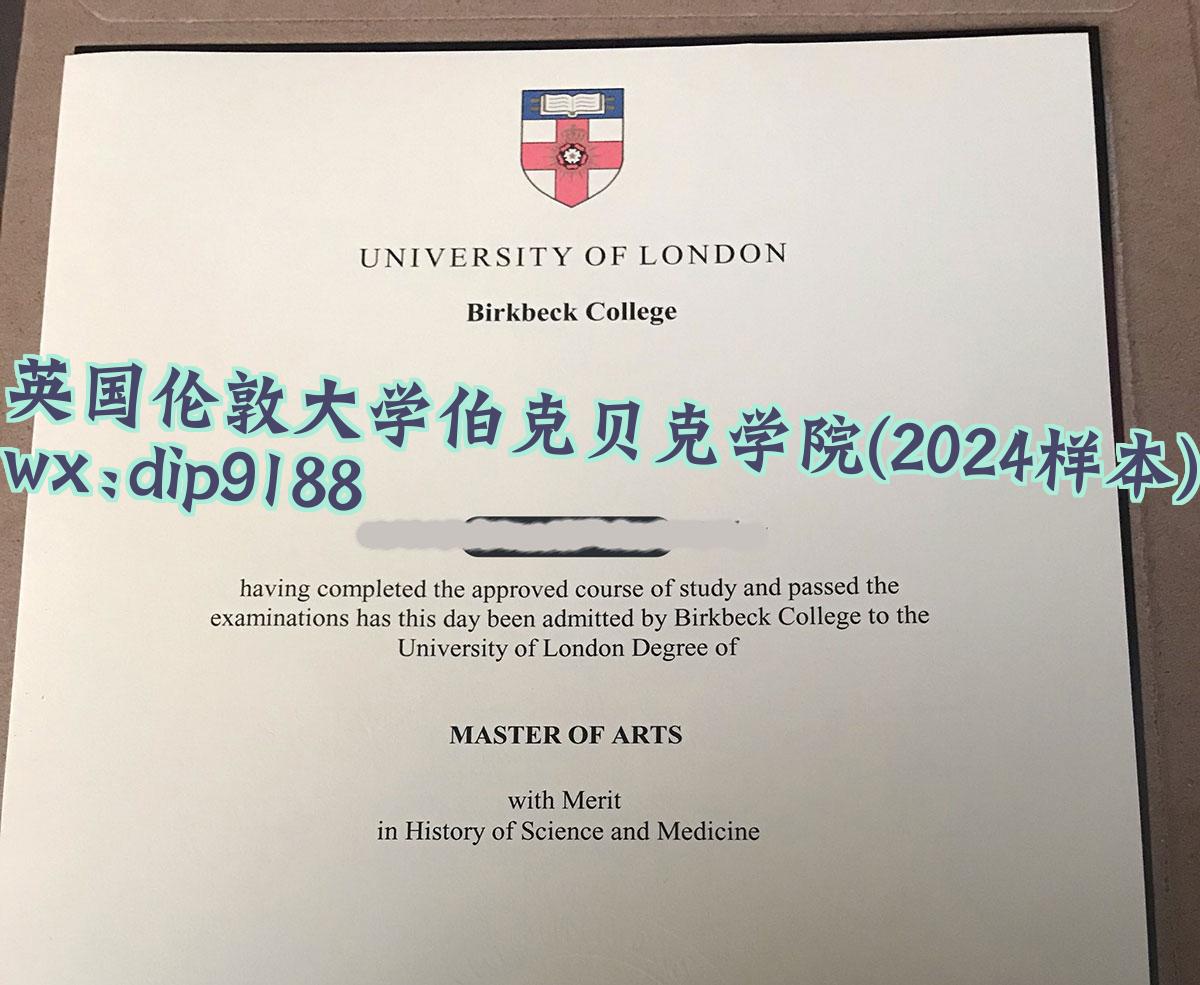 UNIVERSITY OF LONDON
Birkbeck College
英国伦敦大学伯克贝克学院(2024样本)
wx:dip9188
having completed the approved course of study and passed the
examinations has this day been admitted by Birkbeck College to the
University of London Degree of
MASTER OF ARTS
with Merit
in History of Science and Medicine